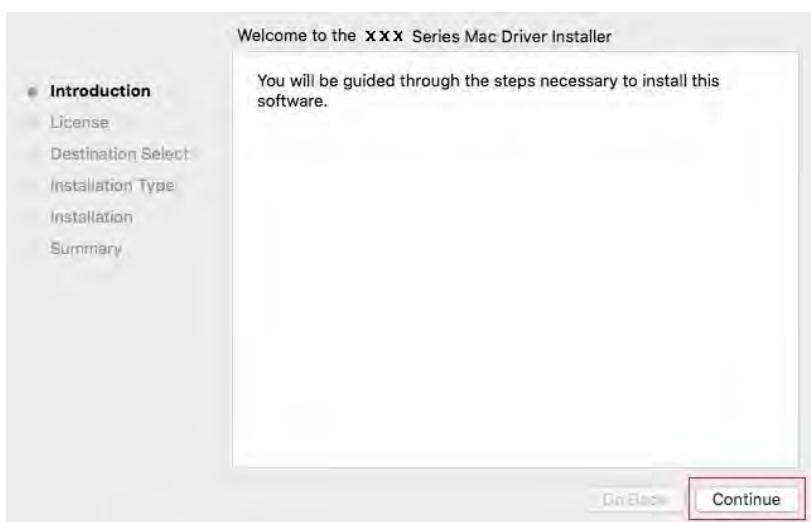 Welcome to the XXX Series Mac Driver Installer
Introduction
License
Destination Select
Installation Type
Installation
Summary
You will be guided through the steps necessary to install this
software.
Go Back
Continue